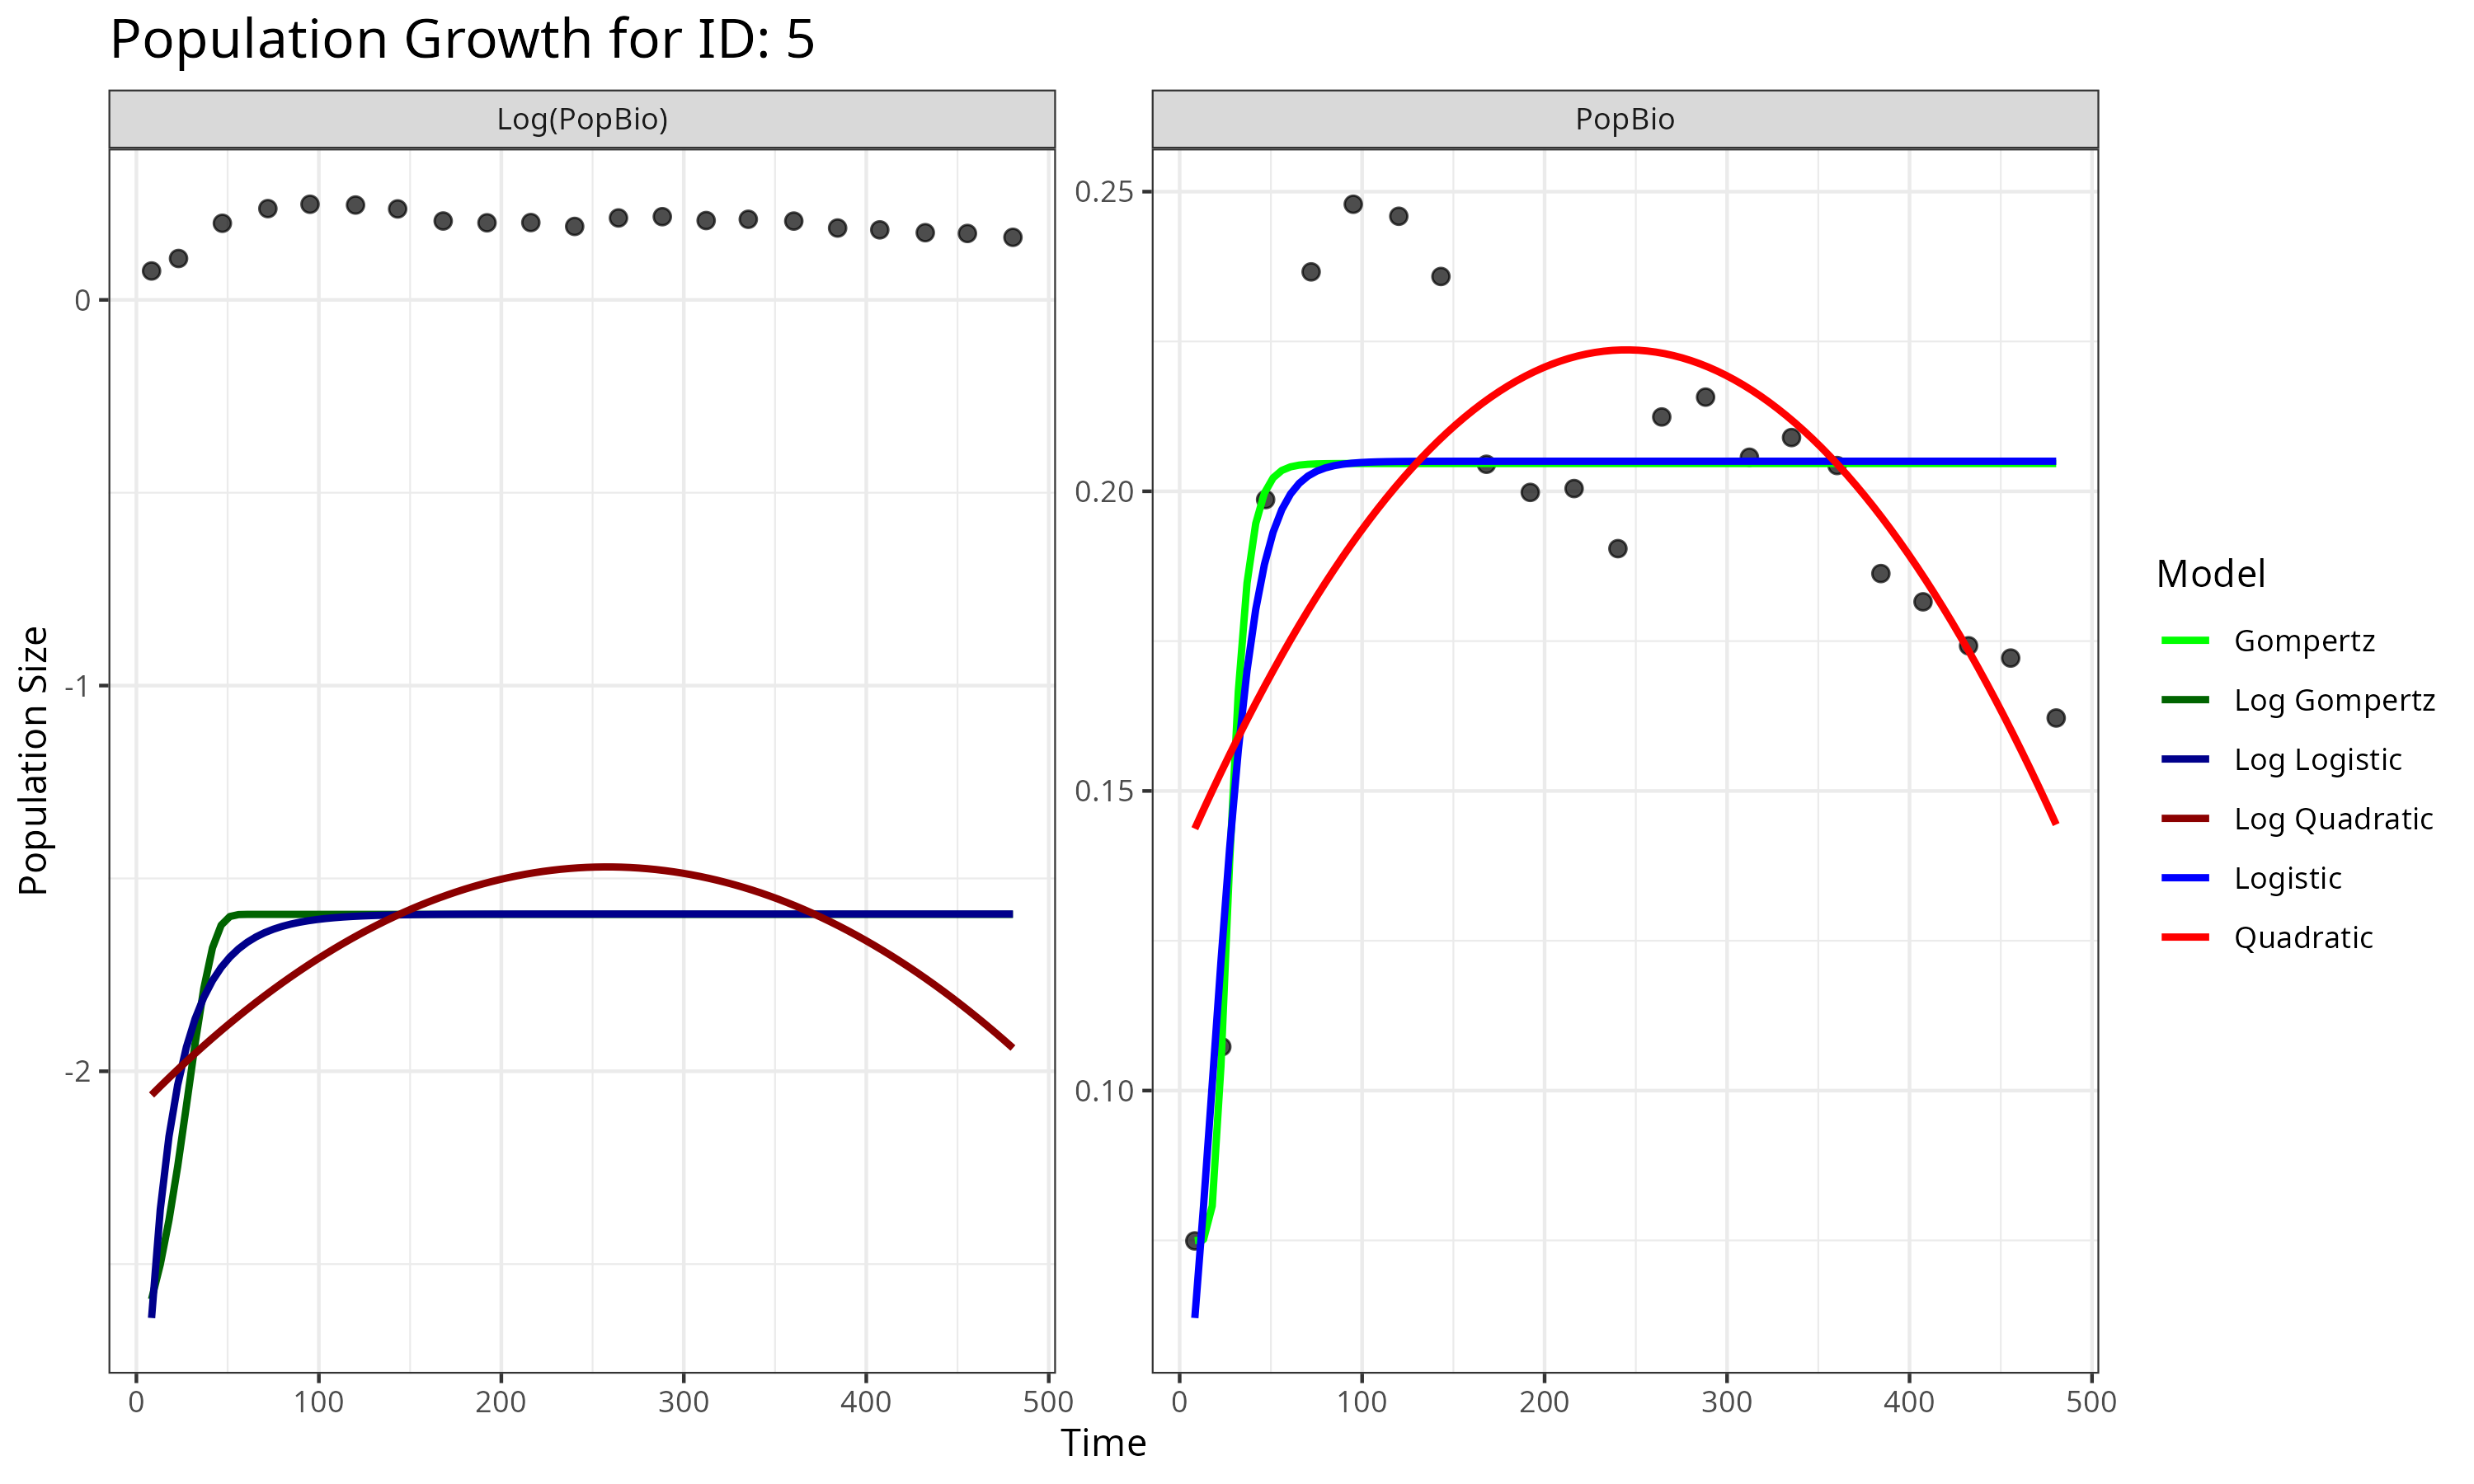 Population Growth for ID: 5
Log(PopBio)
PopBio
Population Size
0
-1
-2
0.25
0.20
0.15
0.10
0 100 200 300 400 500
0 100 200 300 400 500
Time
Model
Gompertz
Log Gompertz
Log Logistic
Log Quadratic
Logistic
Quadratic